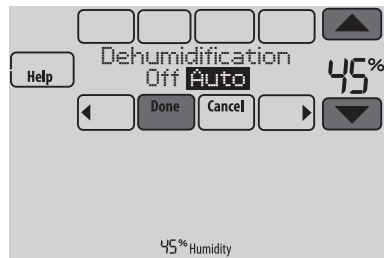 Dehumidification
Help
Off Auto
45%
Done Cancel
45% Humidity